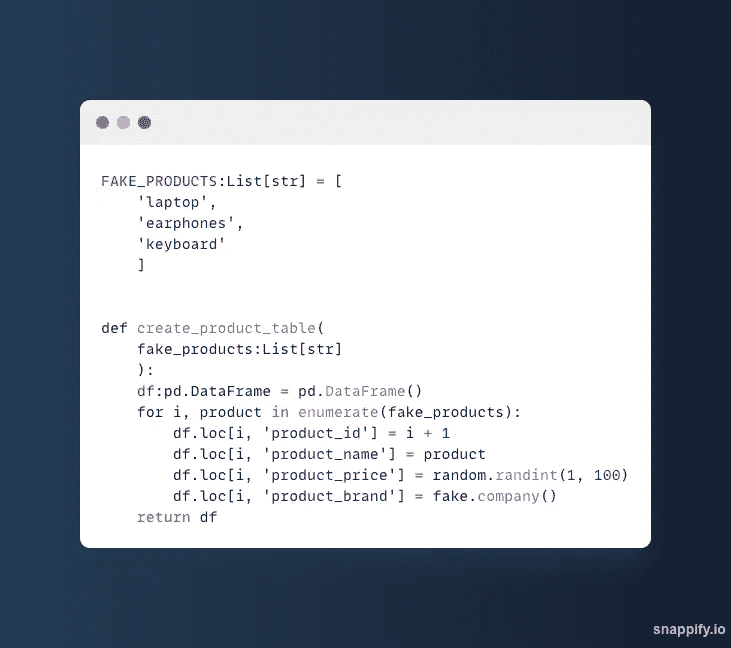 FAKE_PRODUCTS:List[str] = [
    'laptop',
    'earphones',
    'keyboard'
    ]
def create_product_table(
    fake_products:List[str]
    ):
    df:pd.DataFrame = pd.DataFrame()
    for i, product in enumerate(fake_products):
        df.loc[i, 'product_id'] = i + 1
        df.loc[i, 'product_name'] = product
        df.loc[i, 'product_price'] = random.randint(1, 100)
        df.loc[i, 'product_brand'] = fake.company()
    return df
snappify.io